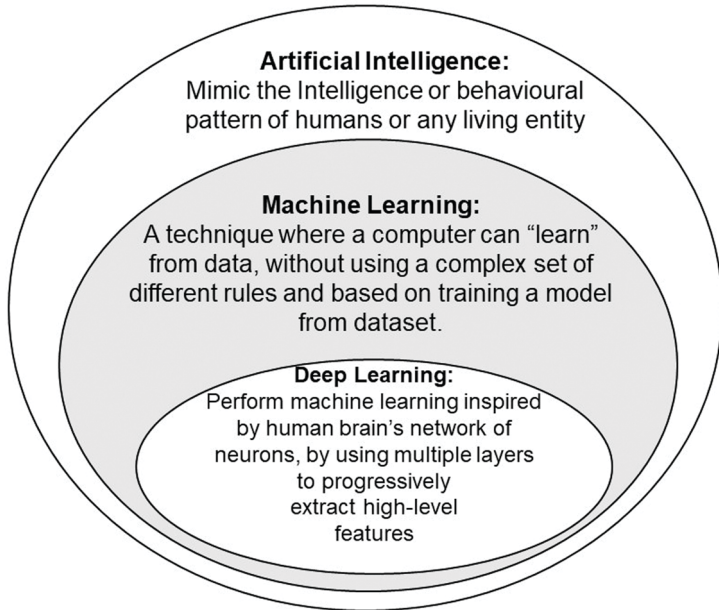 Artificial Intelligence:
Mimic the Intelligence or behavioural
pattern of humans or any living entity
Machine Learning:
A technique where a computer can “learn”
from data, without using a complex set of
different rules and based on training a model
from dataset.
Deep Learning:
Perform machine learning inspired
by human brain’s network of
neurons, by using multiple layers
to progressively
extract high-level
features